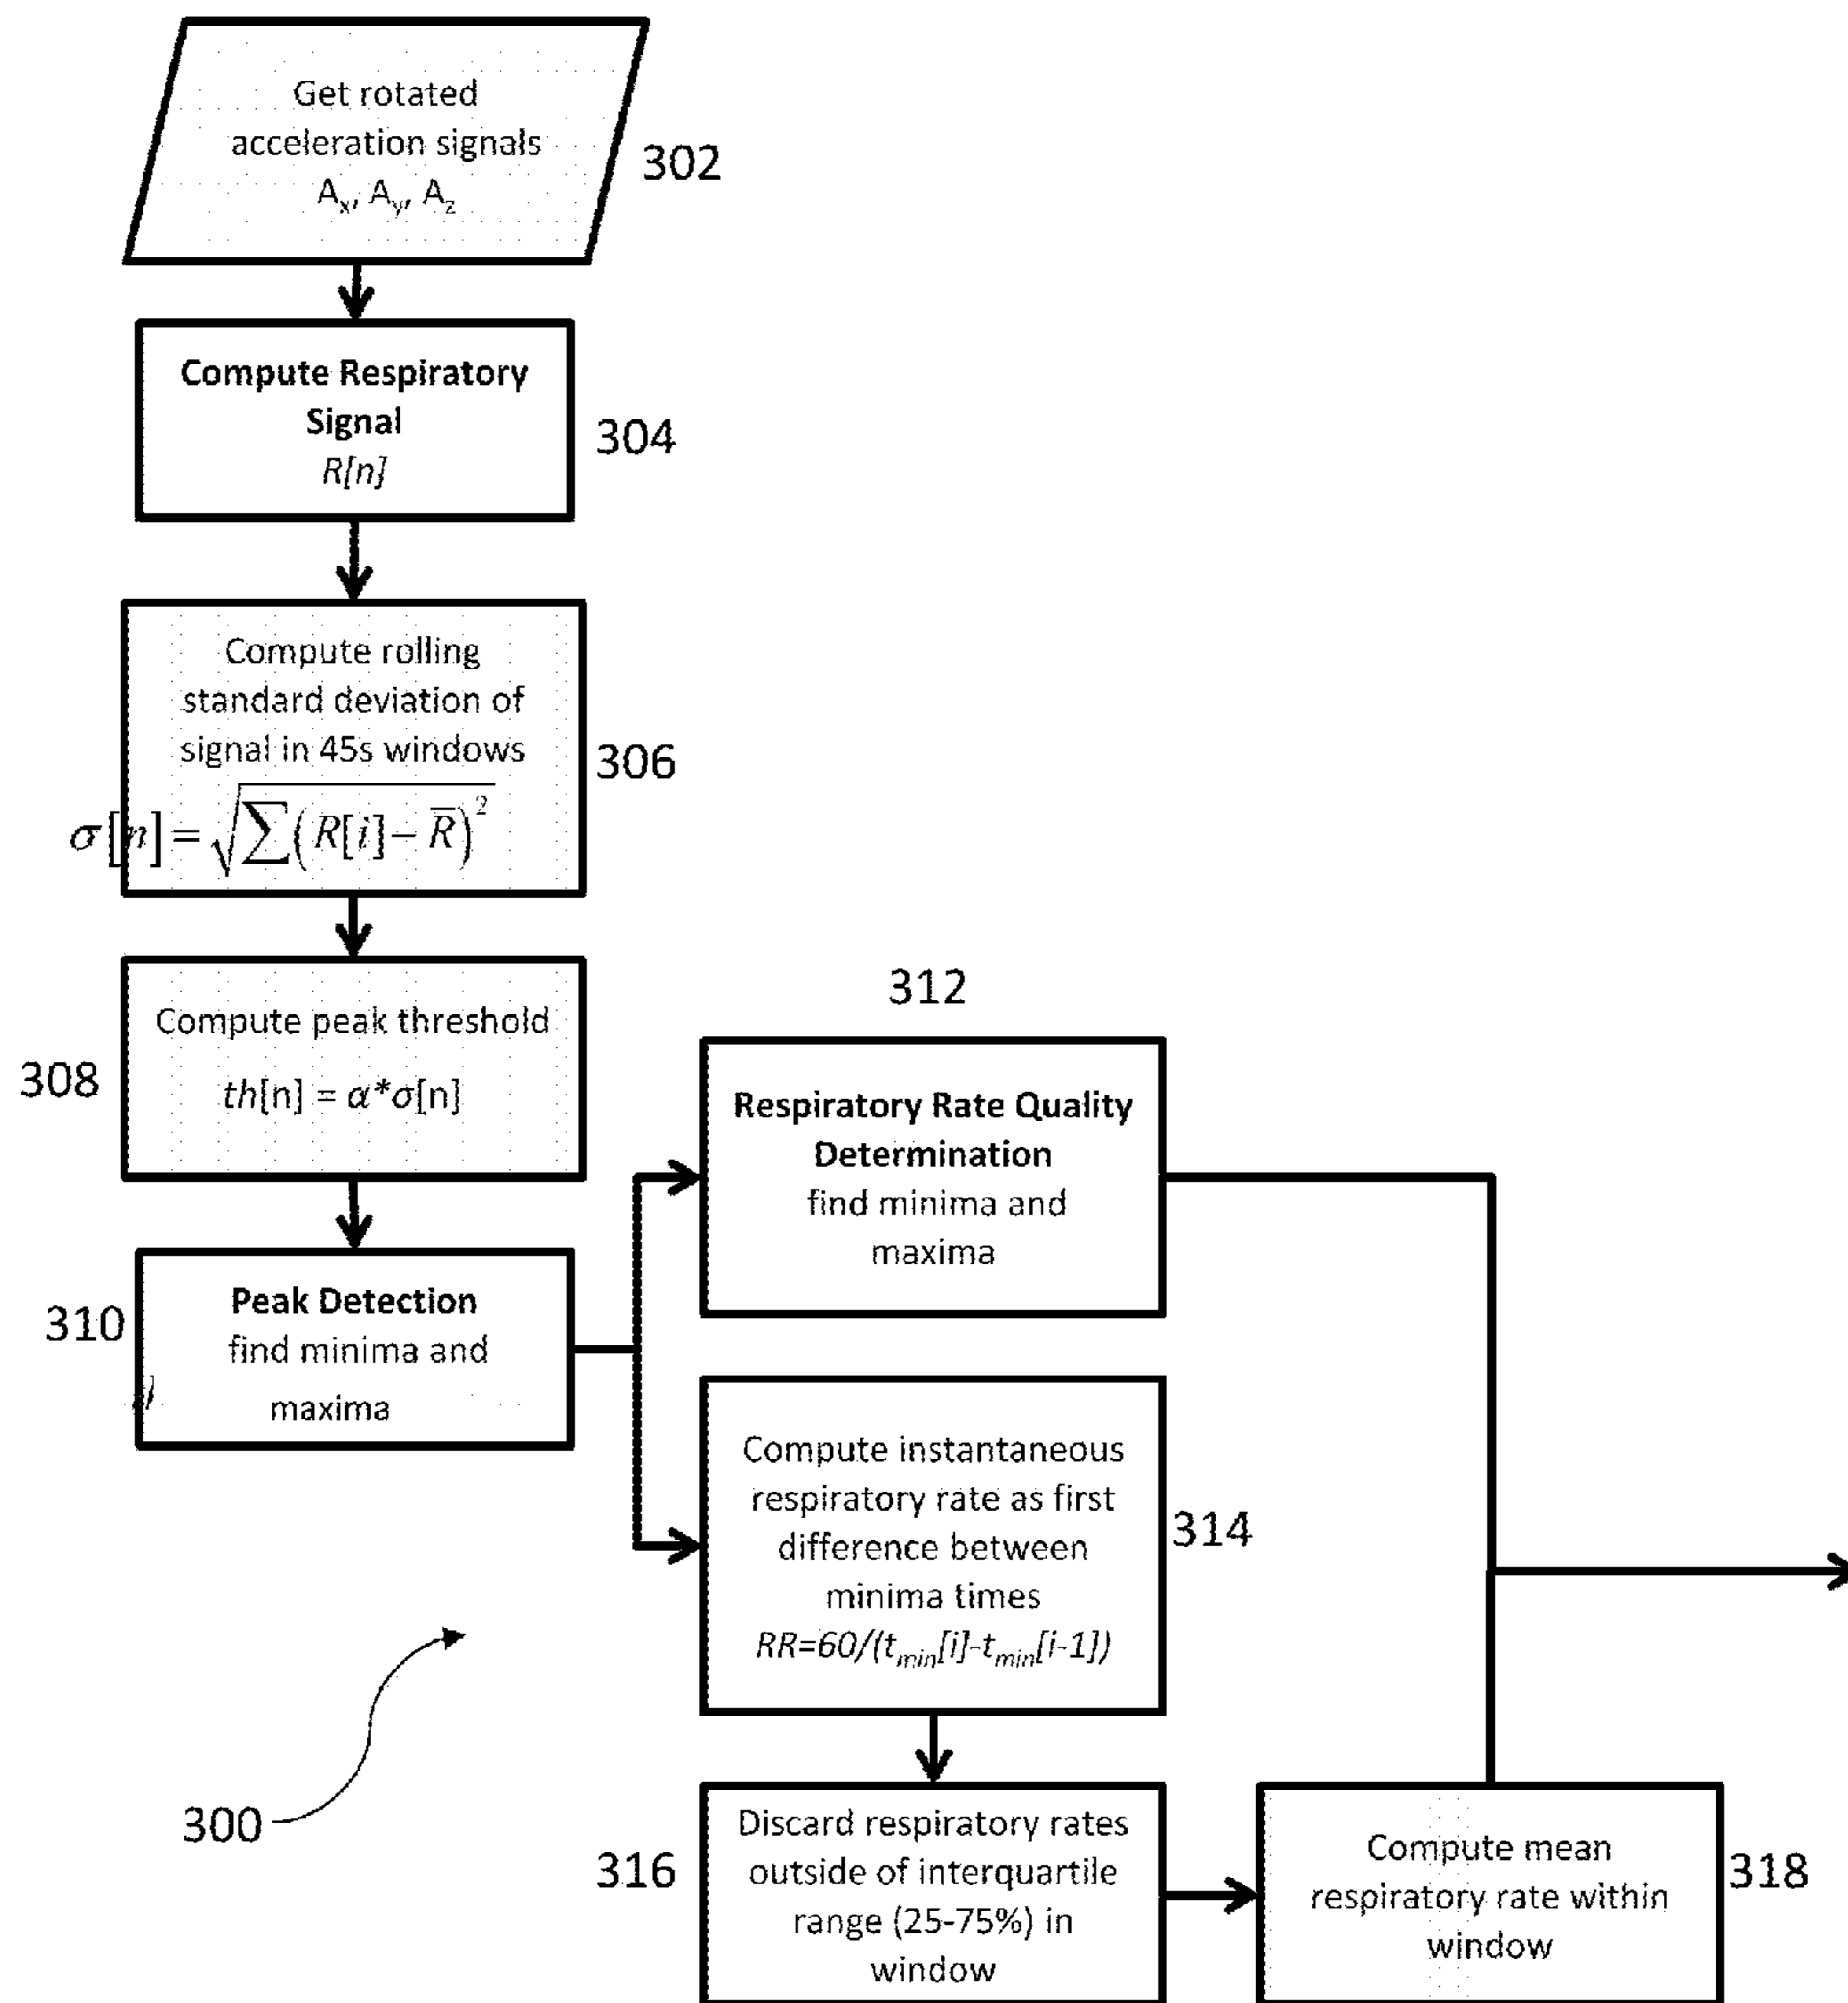 Get rotated
acceleration signals
Aₓ, Aᵧ, A_z
302
Compute Respiratory
Signal
R[n]
304
Compute rolling
standard deviation of
signal in 45s windows
σ[n] = √∑(R[i] − R̅)²
306
Compute peak threshold
th[n] = α*σ[n]
308
Peak Detection
find minima and
maxima
310
312
Respiratory Rate Quality
Determination
find minima and
maxima
Compute instantaneous
respiratory rate as first
difference between
minima times
RR=60/(t_min[i]-t_min[i-1])
314
Discard respiratory rates
outside of interquartile
range (25-75%) in
window
316
Compute mean
respiratory rate within
window
318
300